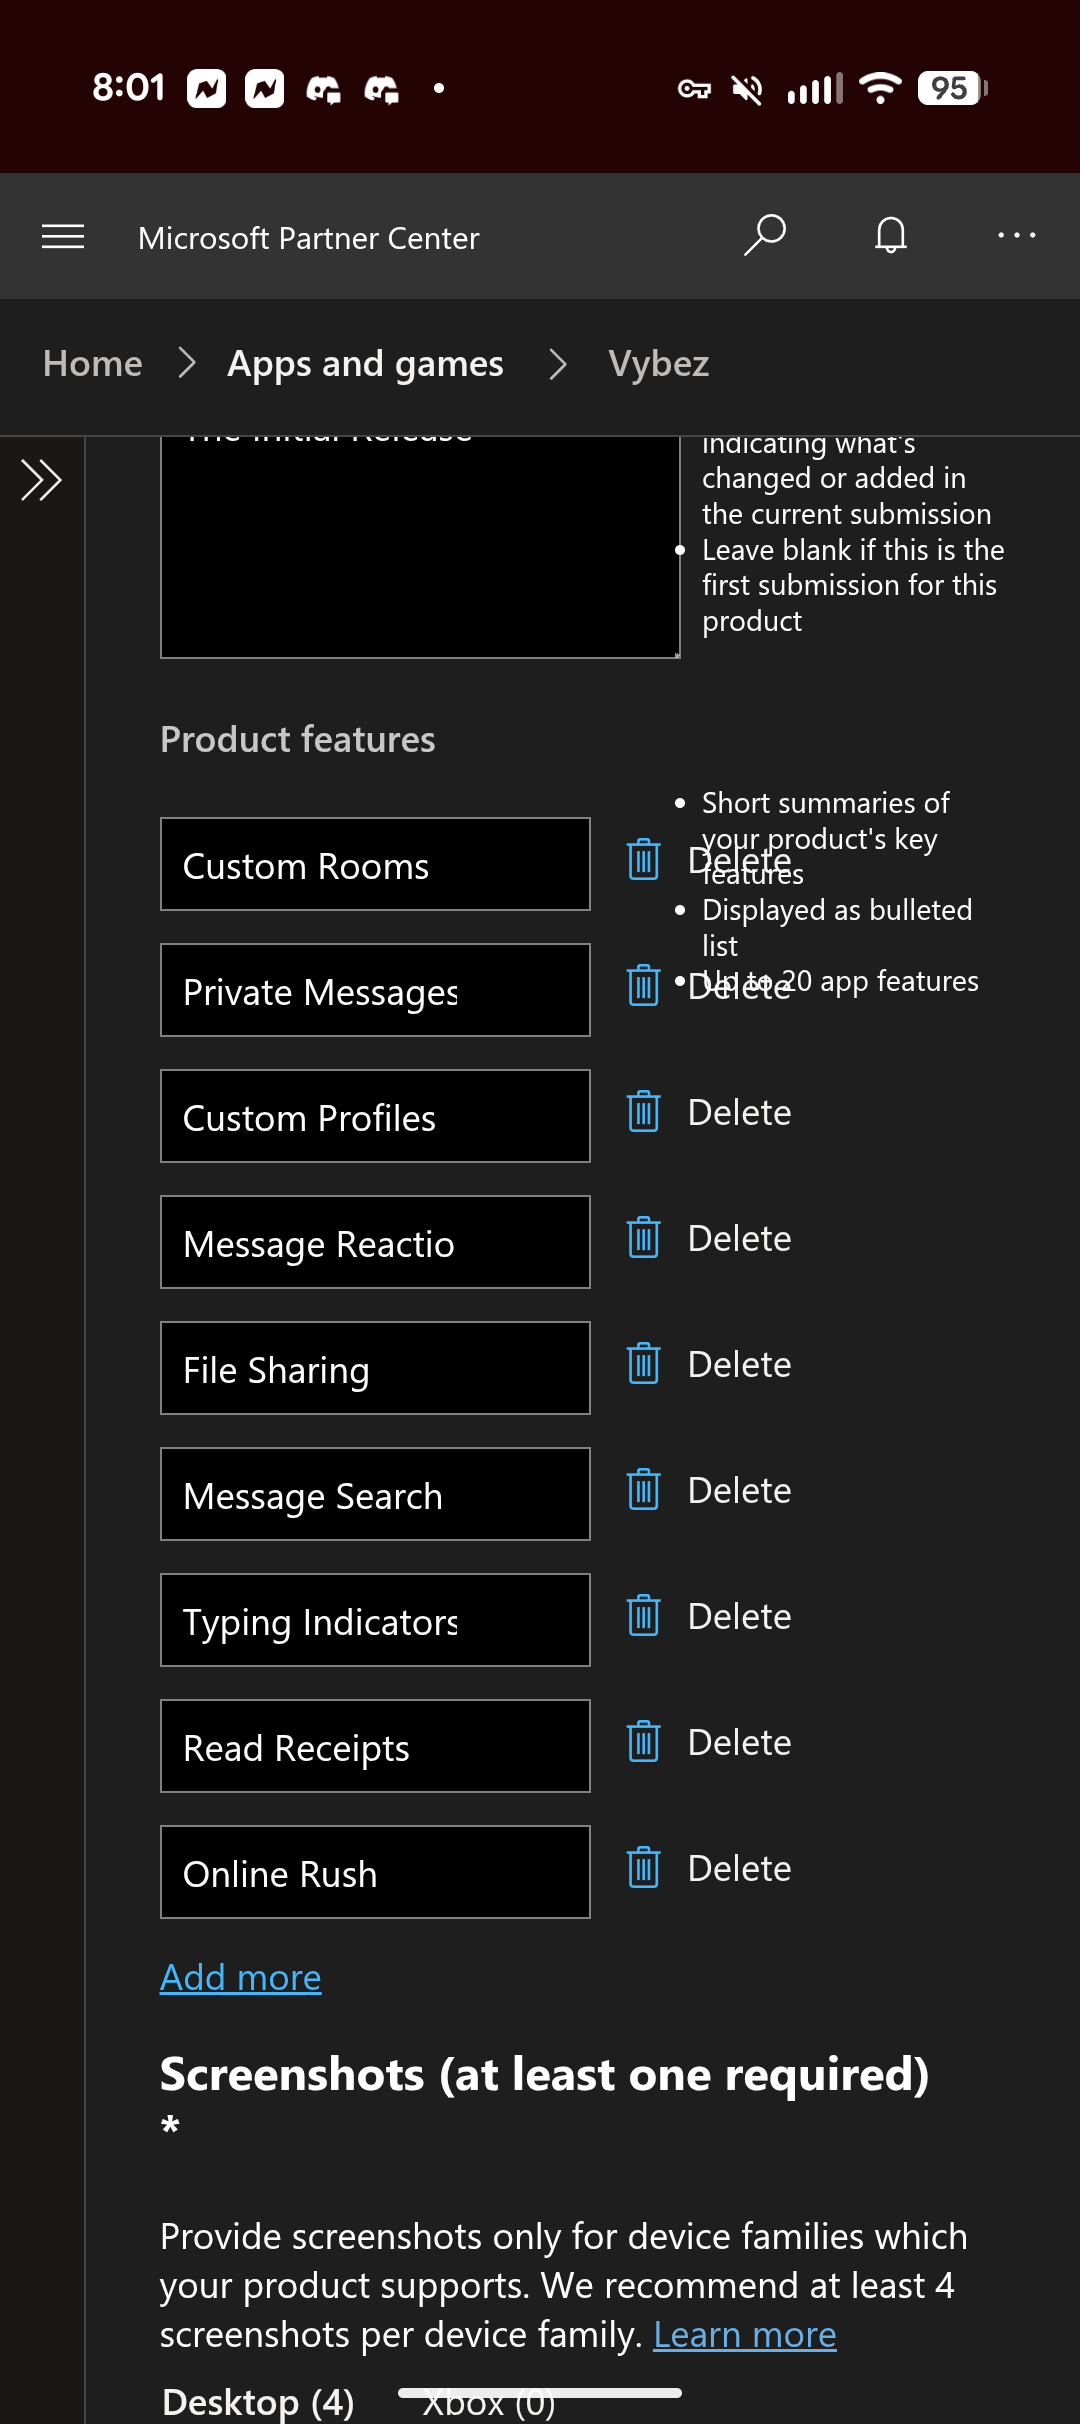 8:01
95
Microsoft Partner Center
Home > Apps and games > Vybez
The Initial Release
indicating what's
changed or added in
the current submission
• Leave blank if this is the
first submission for this
product
Product features
• Short summaries of
your product's key
features
• Displayed as bulleted
list
• Up to 20 app features
Custom Rooms
Delete
Private Messages
Delete
Custom Profiles
Delete
Message Reactio
Delete
File Sharing
Delete
Message Search
Delete
Typing Indicators
Delete
Read Receipts
Delete
Online Rush
Delete
Add more
Screenshots (at least one required)
*
Provide screenshots only for device families which
your product supports. We recommend at least 4
screenshots per device family. Learn more
Desktop (4) Xbox (0)